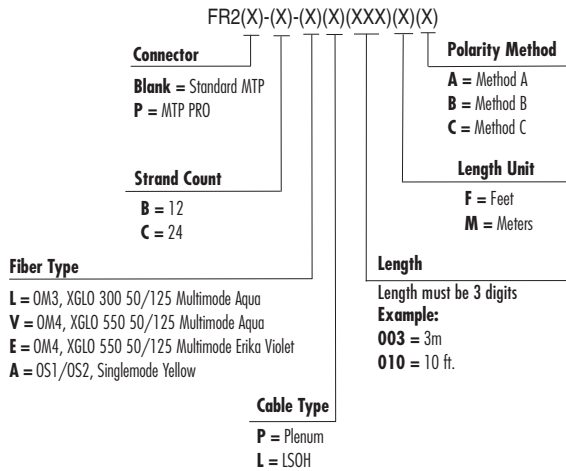 FR2(X)-(X)-(X)(X)(XXX)(X)(X)
Connector
Blank = Standard MTP
P = MTP PRO
Polarity Method
A = Method A
B = Method B
C = Method C
Strand Count
B = 12
C = 24
Length Unit
F = Feet
M = Meters
Fiber Type
L = OM3, XGLO 300 50/125 Multimode Aqua
V = OM4, XGLO 550 50/125 Multimode Aqua
E = OM4, XGLO 550 50/125 Multimode Erika Violet
A = OS1/OS2, Singlemode Yellow
Length
Length must be 3 digits
Example:
003 = 3m
010 = 10 ft.
Cable Type
P = Plenum
L = LSOH